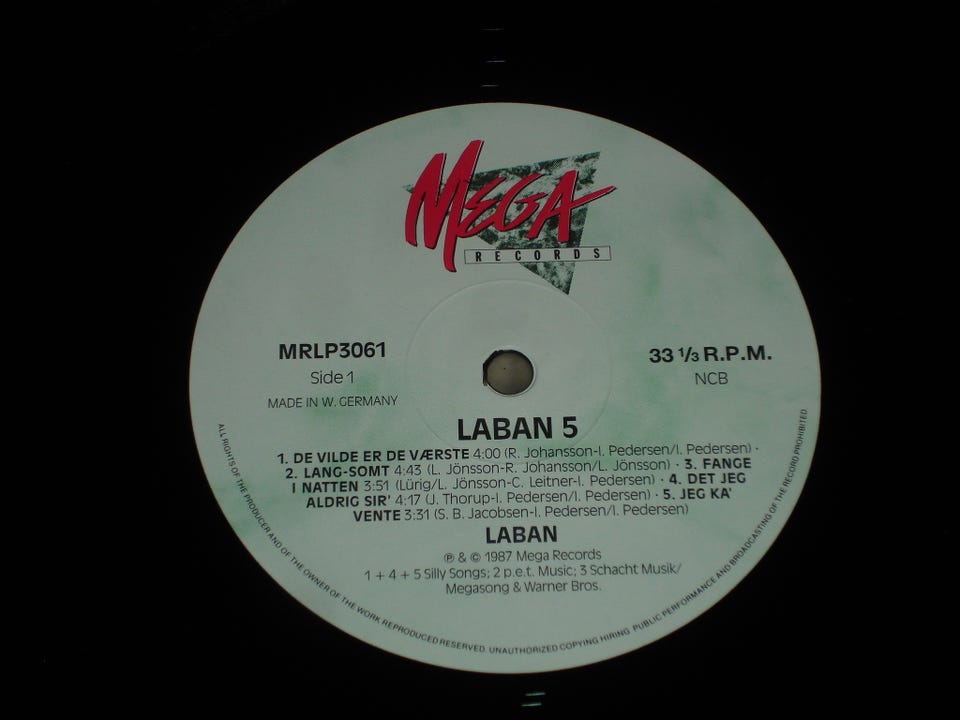 MEGA
RECORDS
MRLP3061
Side 1
MADE IN W. GERMANY
33 1/3 R.P.M.
NCB
LABAN 5
1. DE VILDE ER DE VÆRSTE 4:00 (R. Johansson-I. Pedersen/I. Pedersen) ·
2. LANG-SOMT 4:43 (L. Jönsson-R. Johansson/L. Jönsson) · 3. FANGE
I NATTEN 3:51 (Lürig/L. Jönsson-C. Leitner-I. Pedersen) · 4. DET JEG
ALDRIG SIR' 4:17 (J. Thorup-I. Pedersen/I. Pedersen) · 5. JEG KA'
VENTE 3:31 (S. B. Jacobsen-I. Pedersen/I. Pedersen)
LABAN
℗ & © 1987 Mega Records
1 + 4 + 5 Silly Songs; 2 p.e.t. Music; 3 Schacht Musik/
Megasong & Warner Bros.
ALL RIGHTS OF THE PRODUCER AND OF THE OWNER OF THE WORK REPRODUCED RESERVED. UNAUTHORIZED COPYING HIRING. PUBLIC PERFORMANCE AND BROADCASTING OF THE RECORD PROHIBITED